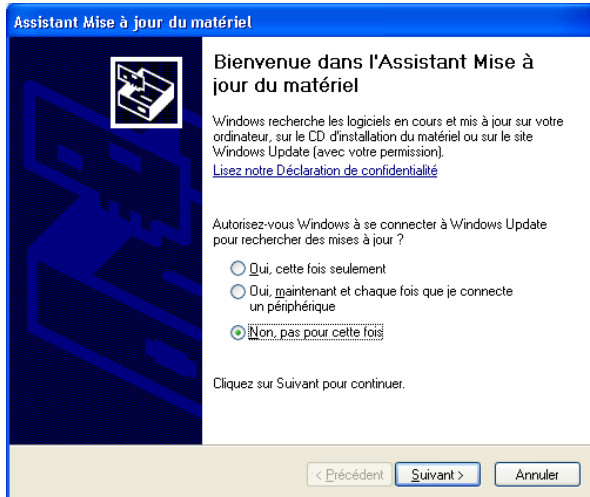 Assistant Mise à jour du matériel
Bienvenue dans l'Assistant Mise à
jour du matériel
Windows recherche les logiciels en cours et mis à jour sur votre
ordinateur, sur le CD d'installation du matériel ou sur le site
Windows Update (avec votre permission).
Lisez notre Déclaration de confidentialité
Autorisez-vous Windows à se connecter à Windows Update
pour rechercher des mises à jour ?
Oui, cette fois seulement
Oui, maintenant et chaque fois que je connecte
un périphérique
Non, pas pour cette fois
Cliquez sur Suivant pour continuer.
< Précédent Suivant > Annuler